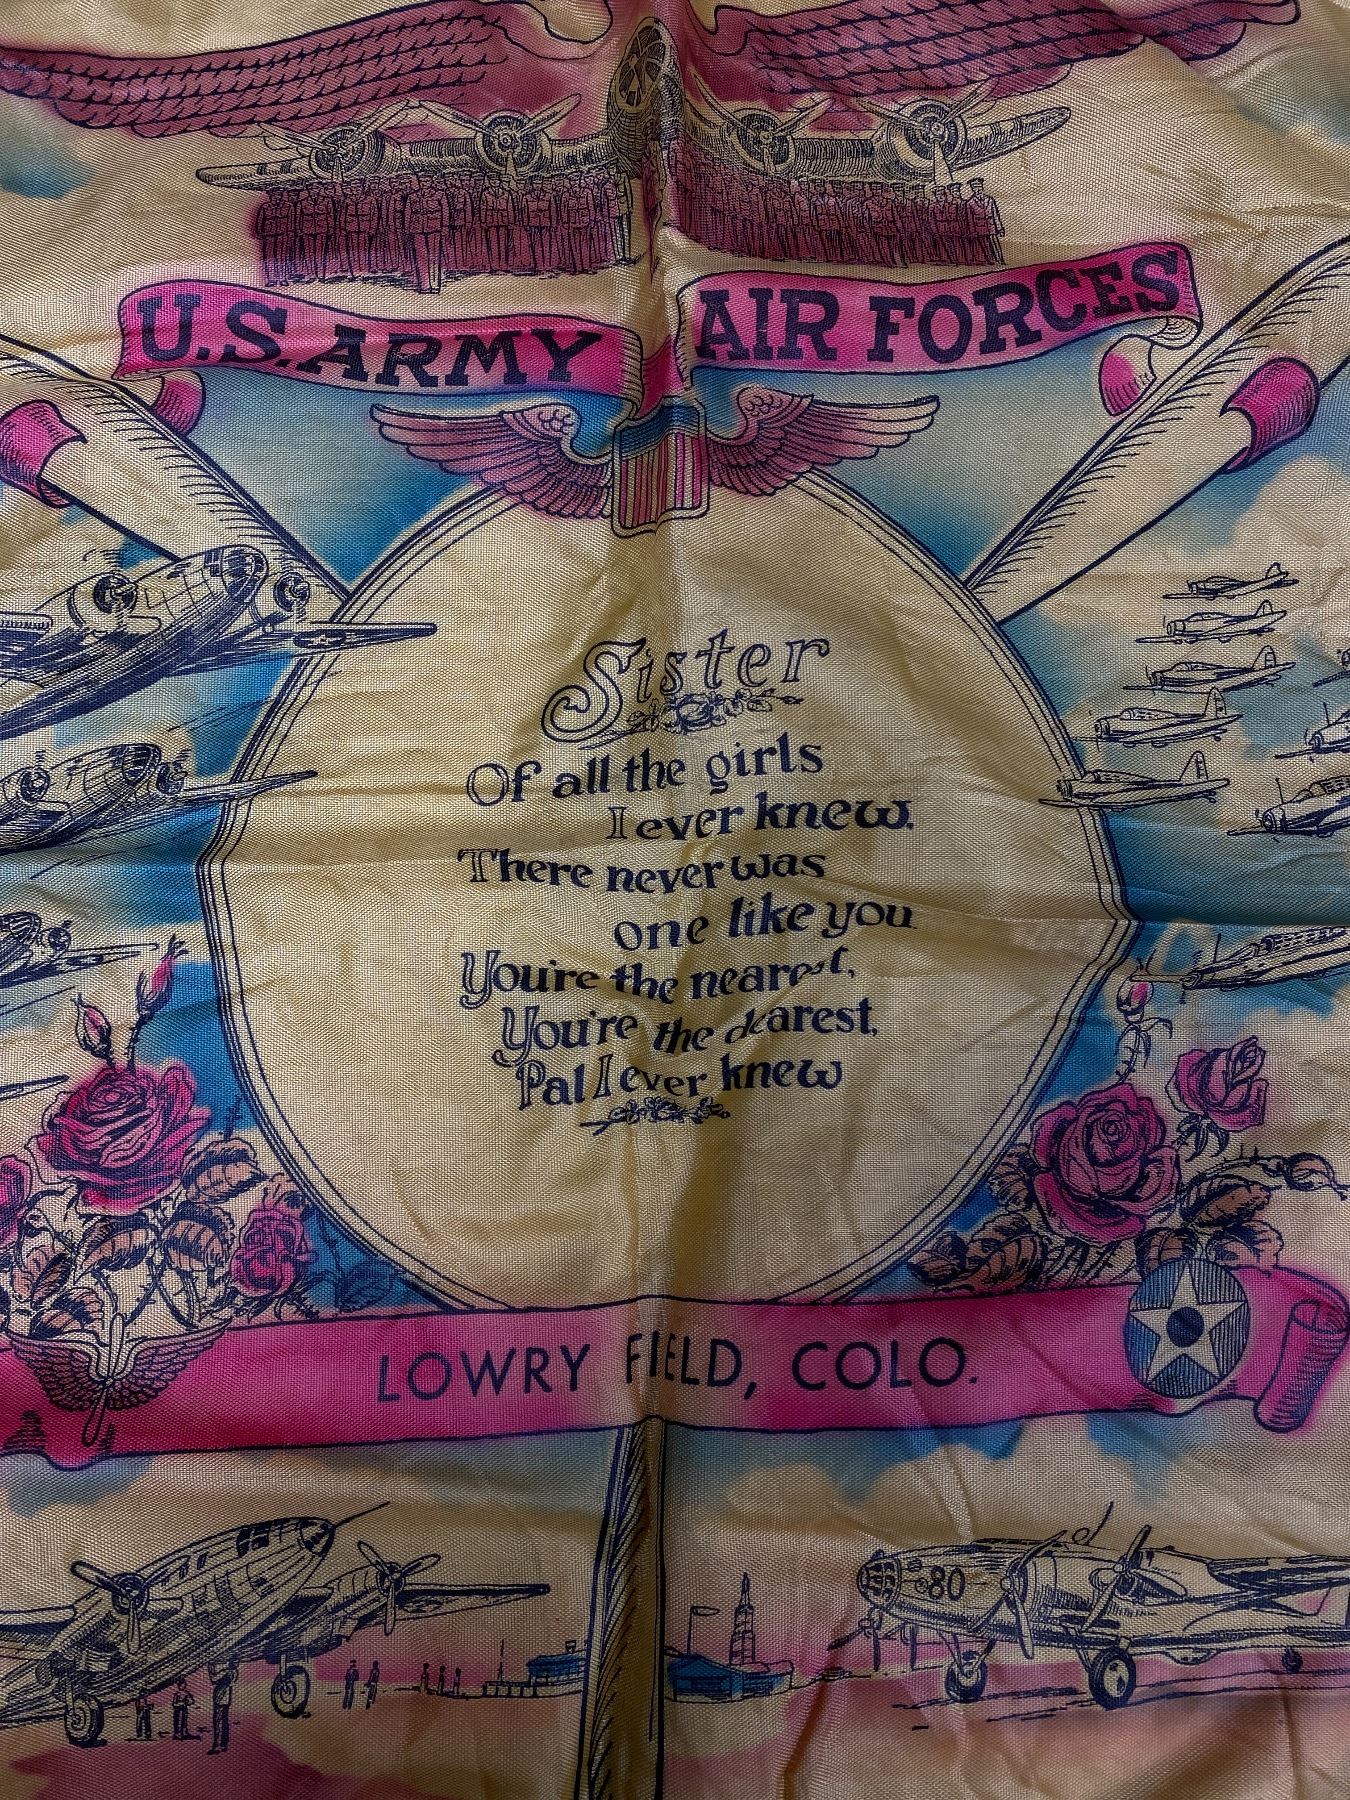 U.S. ARMY AIR FORCES
Sister
Of all the girls
I ever knew.
There never was
one like you
You're the nearest,
You're the dearest,
Pal I ever knew
LOWRY FIELD, COLO.
80